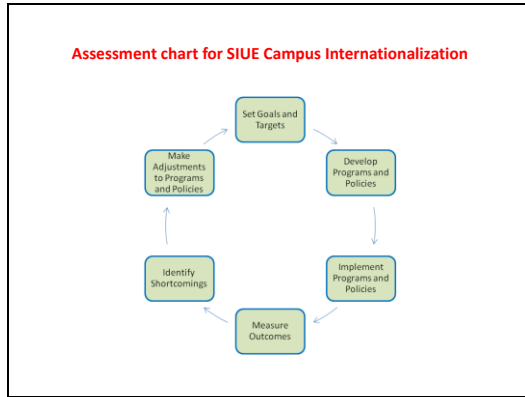 Assessment chart for SIUE Campus Internationalization
Set Goals and
Targets
Develop
Programs and
Policies
Implement
Programs and
Policies
Measure
Outcomes
Identify
Shortcomings
Make
Adjustments
to Programs
and Policies